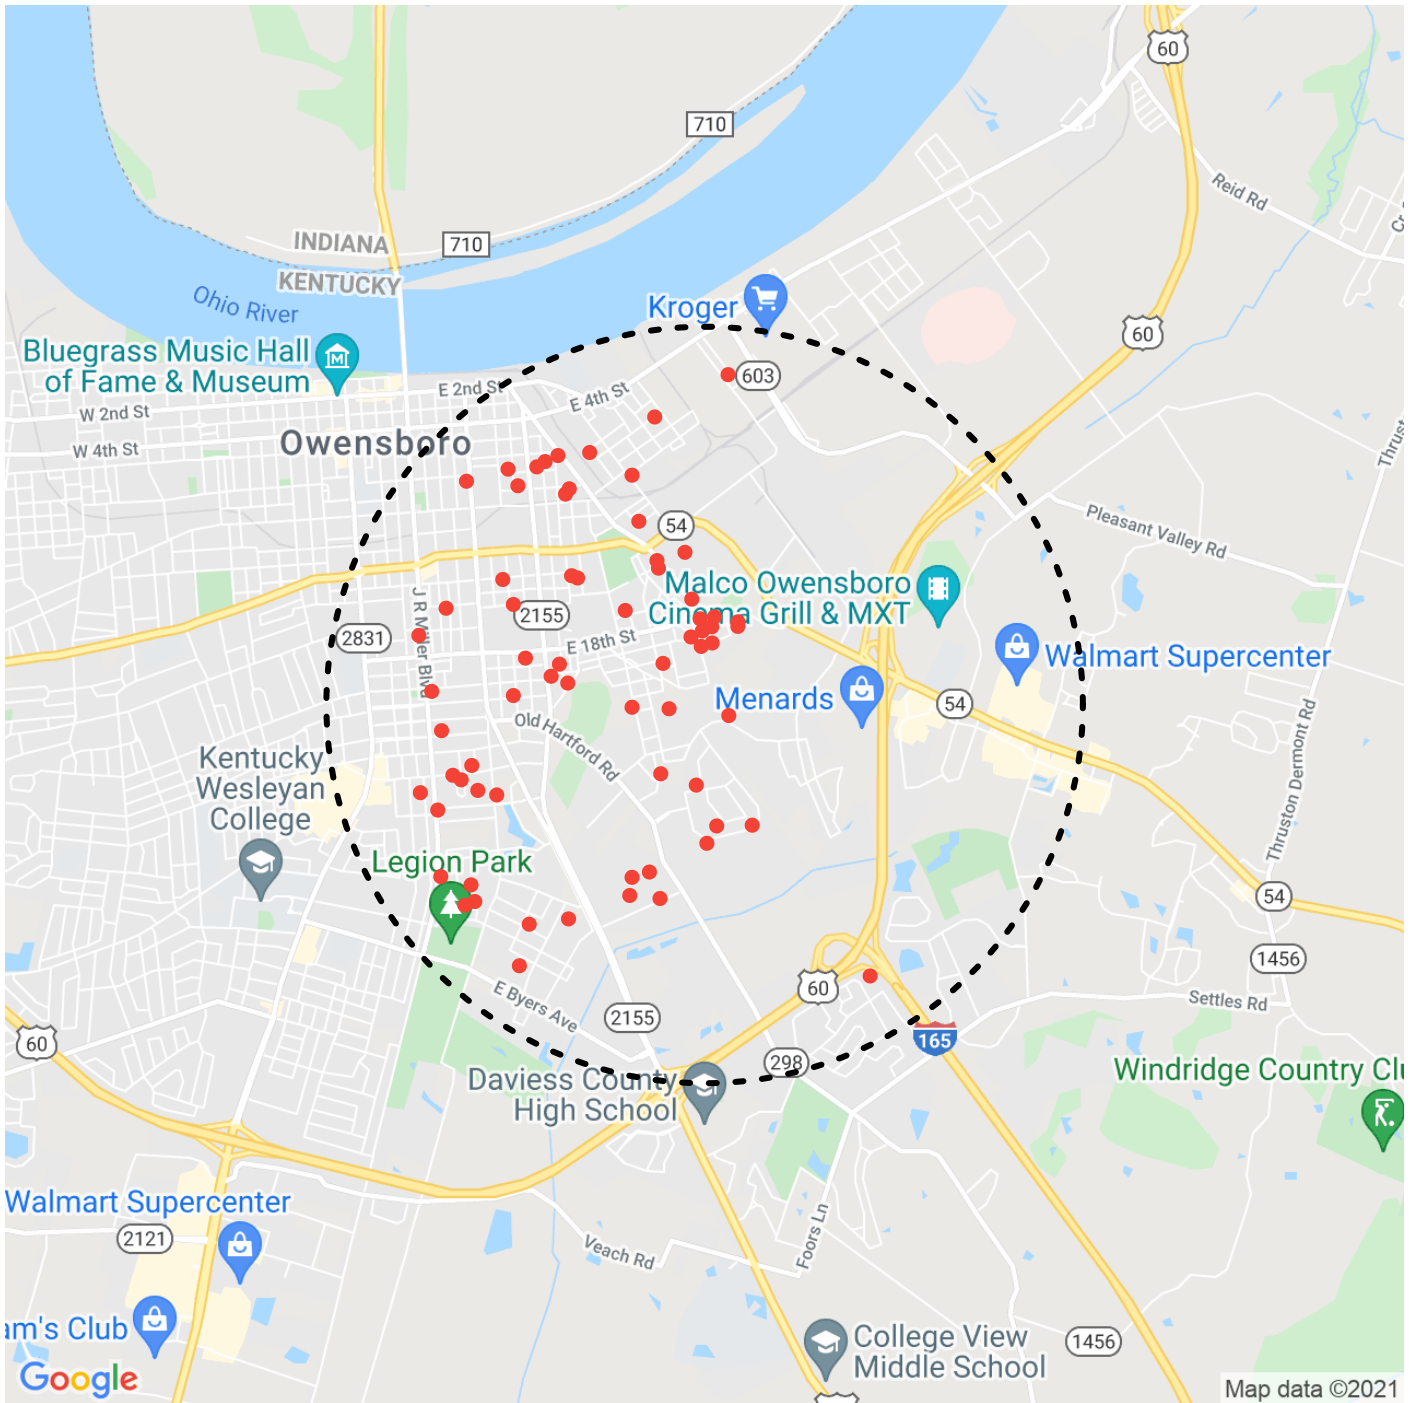 60
710
Reid Rd
INDIANA
710
KENTUCKY
Ohio River
Kroger
60
Bluegrass Music Hall
of Fame & Museum
603
E 2nd St
E 4th St
W 2nd St
W 4th St
Owensboro
54
Pleasant Valley Rd
Malco Owensboro
Cinema Grill & MXT
J R Miller Blvd
2155
2831
E 18th St
Walmart Supercenter
Menards
54
Old Hartford Rd
Kentucky
Wesleyan
College
Thruston Dermont Rd
Legion Park
54
1456
60
E Byers Ave
2155
Settles Rd
60
165
298
Daviess County
High School
Windridge Country Clu
Walmart Supercenter
2121
Veach Rd
Foors Ln
am's Club
College View
Middle School
1456
Google
Map data ©2021